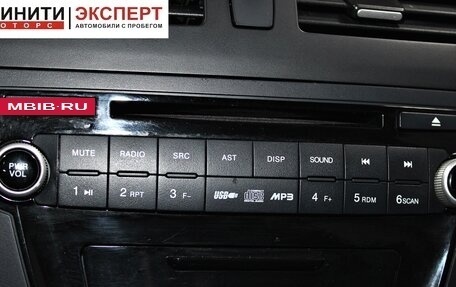 ИНИТИ ЭКСПЕРТ
ОТОРС АВТОМОБИЛИ С ПРОБЕГОМ
MBIB.RU
PWR
VOL
MUTE RADIO SRC AST DISP SOUND
1 2 RPT 3 F- USB MP3 4 F+ 5 RDM 6 SCAN